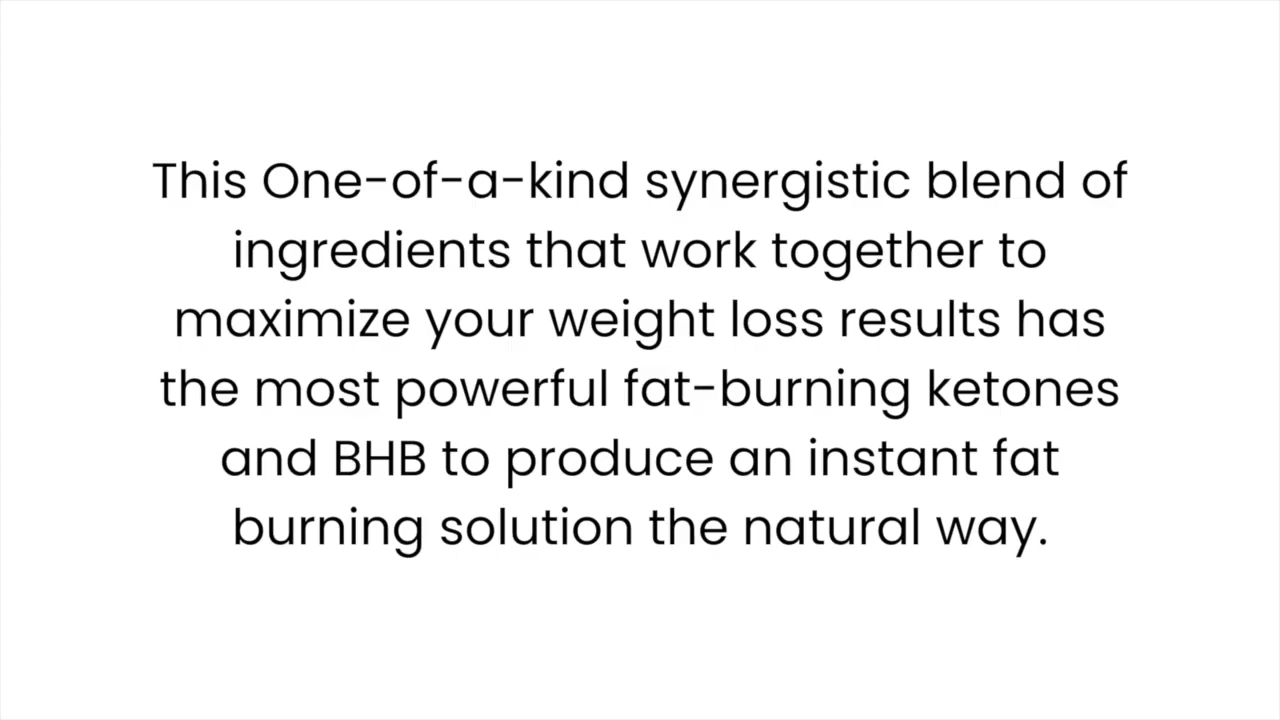 This One-of-a-kind synergistic blend of
ingredients that work together to
maximize your weight loss results has
the most powerful fat-burning ketones
and BHB to produce an instant fat
burning solution the natural way.